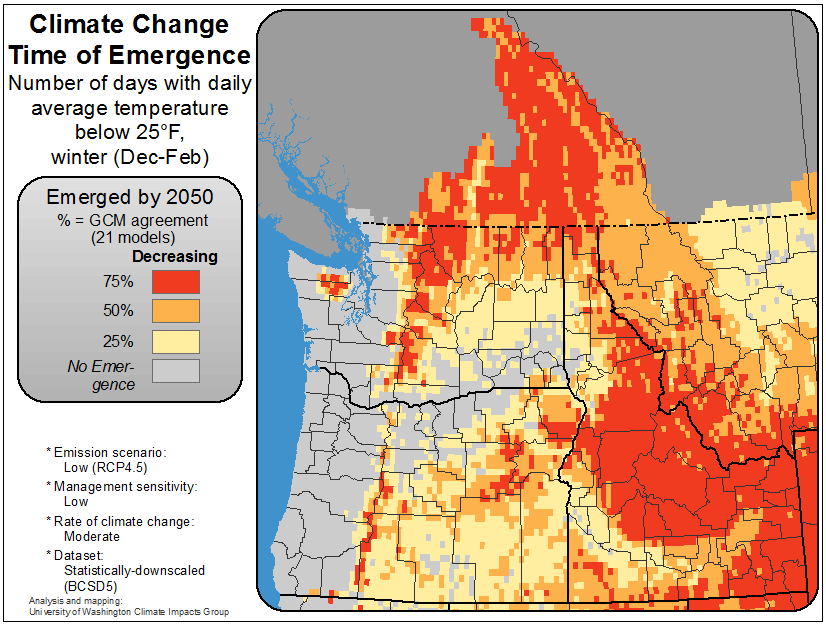 Climate Change
Time of Emergence
Number of days with daily
average temperature
below 25°F,
winter (Dec-Feb)
Emerged by 2050
% = GCM agreement
(21 models)
Decreasing
75%
50%
25%
No Emer-
gence
* Emission scenario:
Low (RCP4.5)
* Management sensitivity:
Low
* Rate of climate change:
Moderate
* Dataset:
Statistically-downscaled
(BCSD5)
Analysis and mapping:
University of Washington Climate Impacts Group